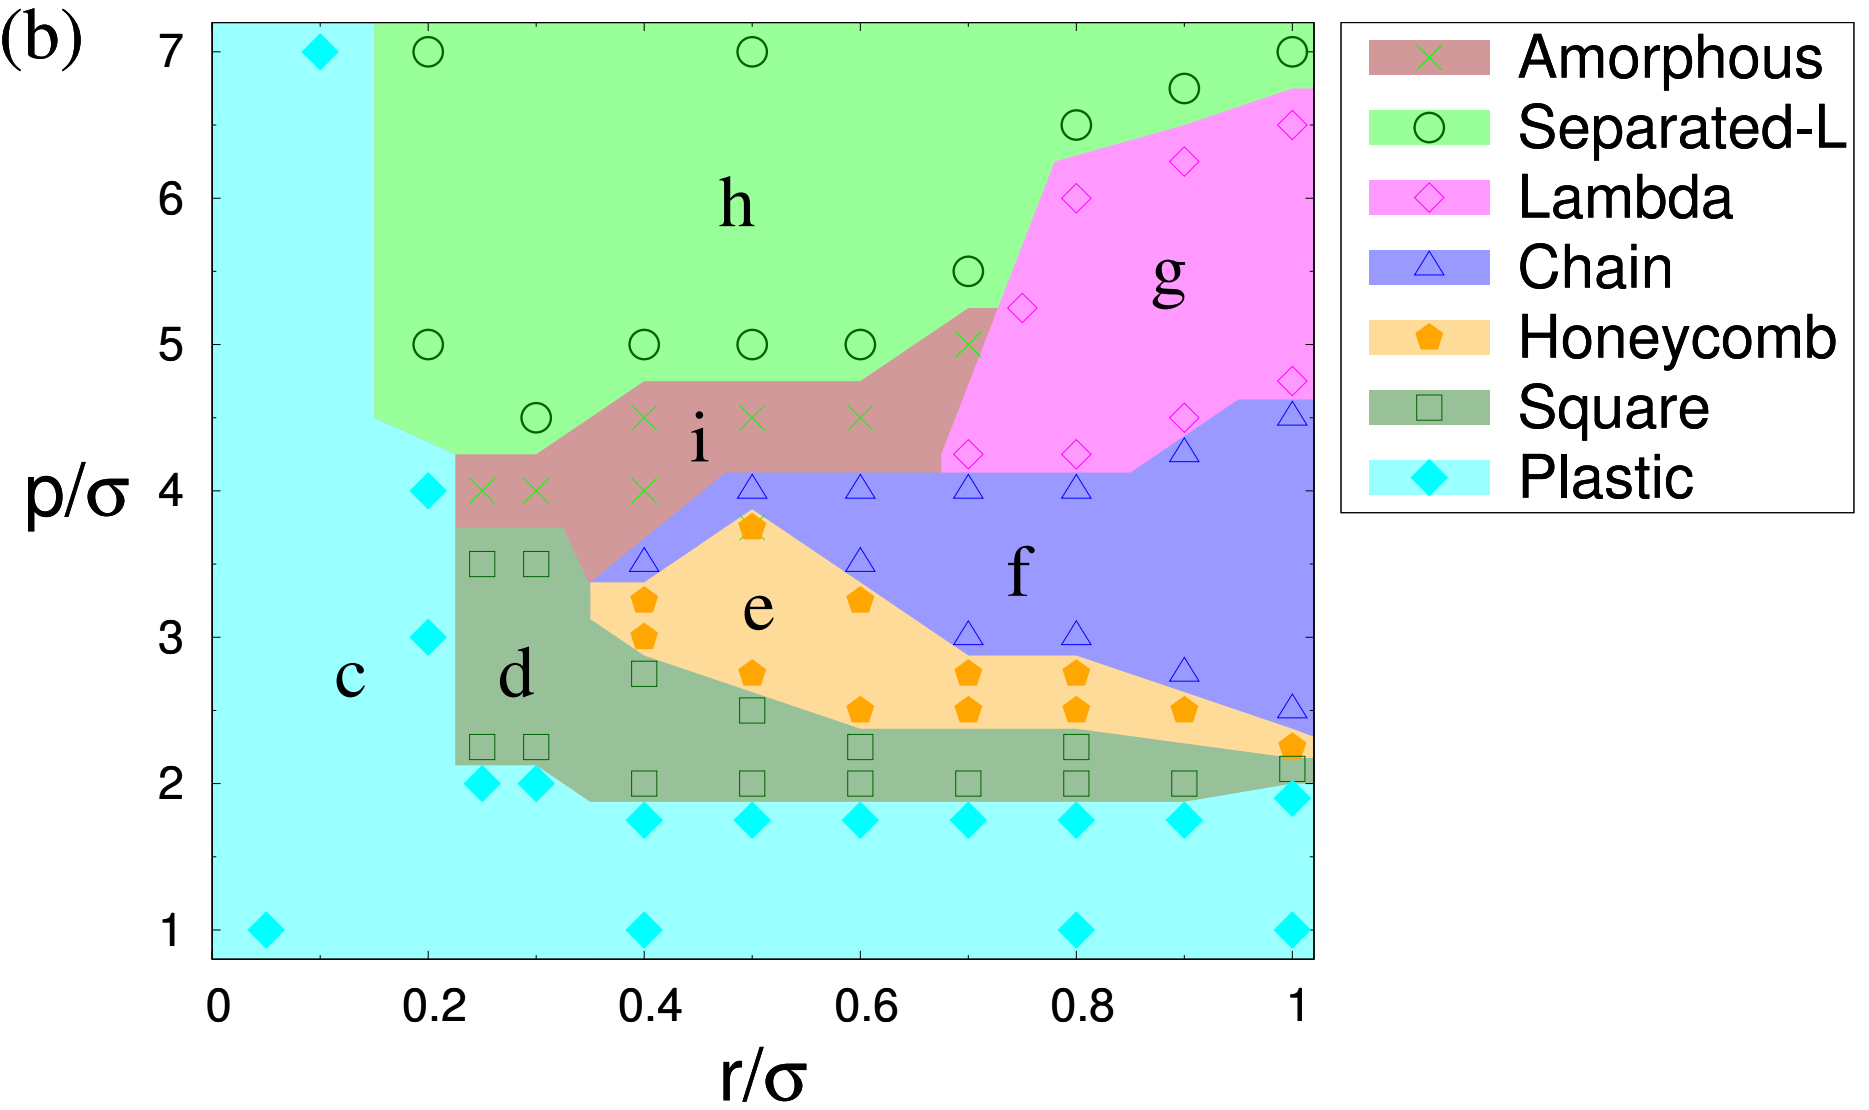 (b)
7
6
5
4
3
2
1
p/σ
0 0.2 0.4 0.6 0.8 1
r/σ
h
g
i
f
e
d
c
Amorphous
Separated-L
Lambda
Chain
Honeycomb
Square
Plastic